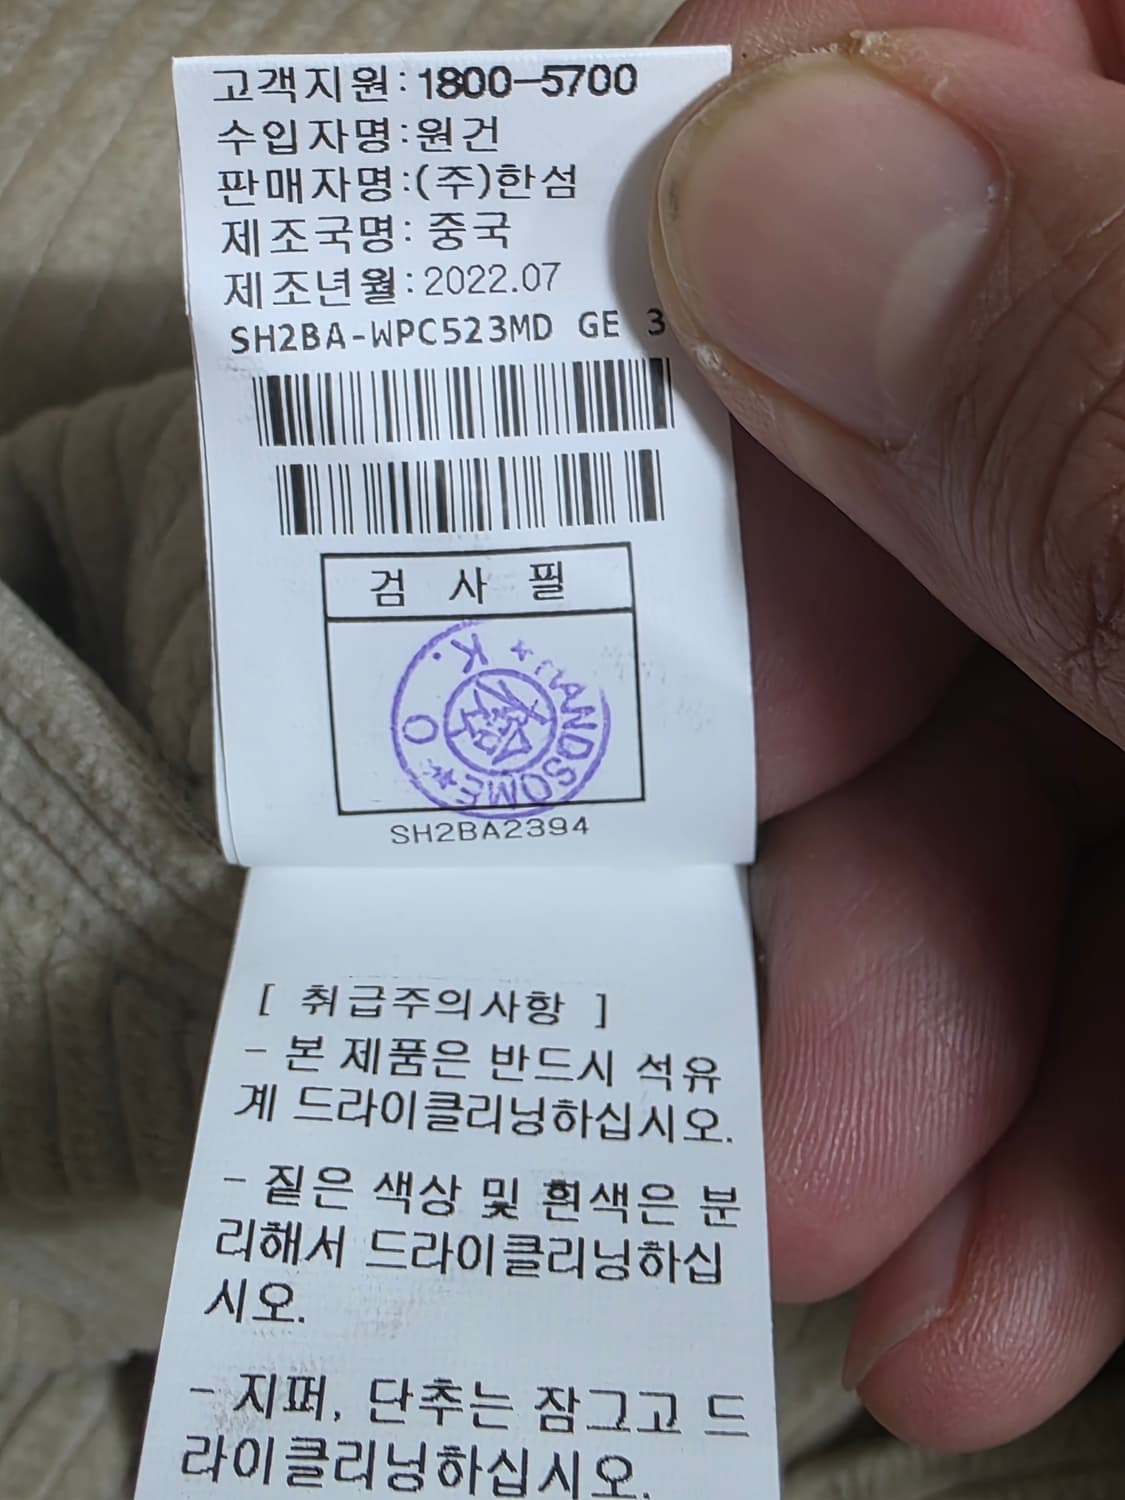 고객지원:1800-5700
수입자명:원건
판매자명:(주)한섬
제조국명: 중국
제조년월:2022.07
SH2BA-WPC523MD GE 3
검 사 필
HANDSOME
K. O
SH2BA2394
[ 취급주의사항 ]
- 본 제품은 반드시 석유
계 드라이클리닝하십시오.
- 짙은 색상 및 흰색은 분
리해서 드라이클리닝하십
시오.
- 지퍼, 단추는 잠그고 드
라이클리닝하십시오.